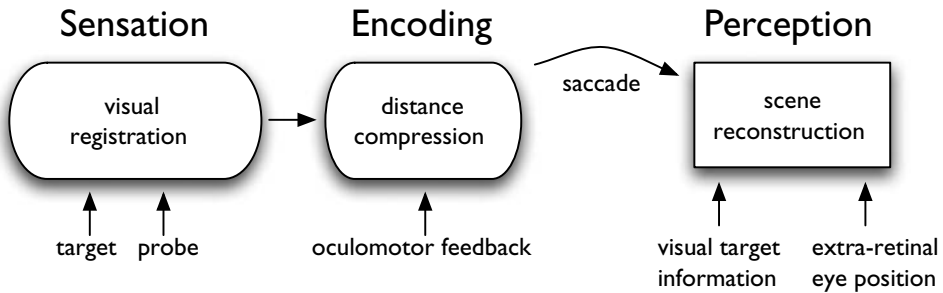 Sensation
Encoding
Perception
visual
registration
distance
compression
saccade
scene
reconstruction
target
probe
oculomotor feedback
visual target
information
extra-retinal
eye position